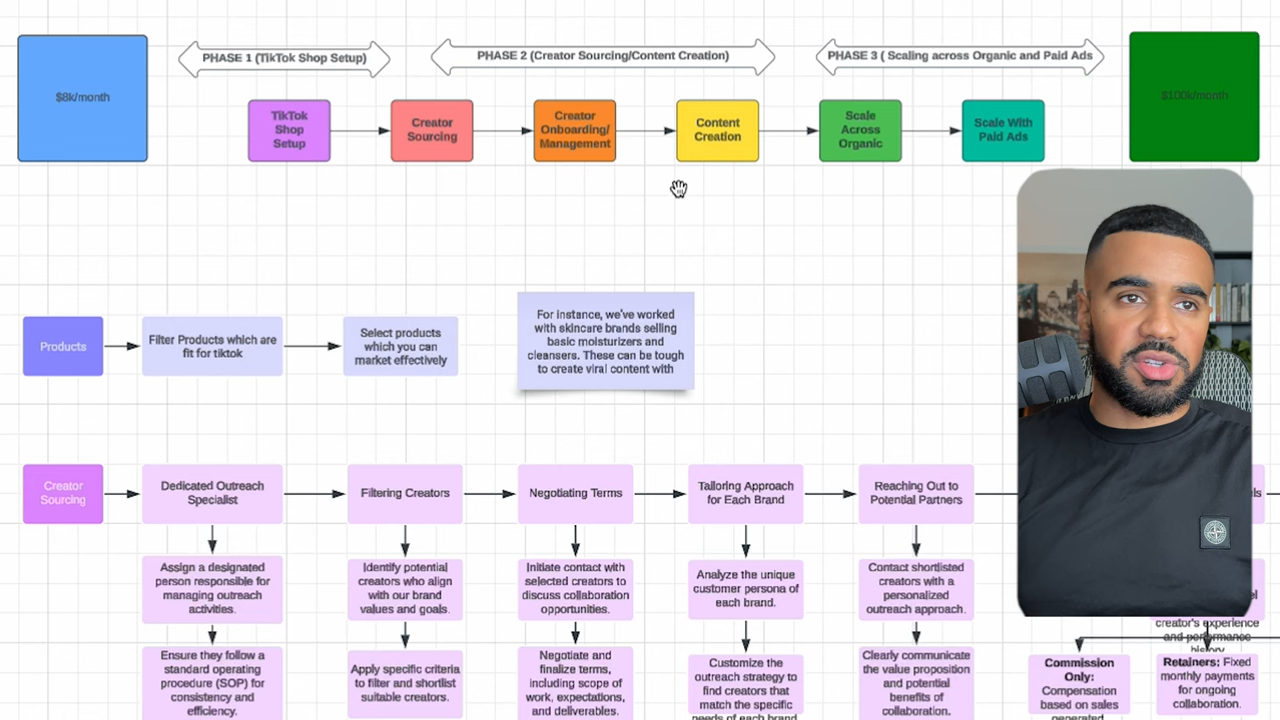 $8k/month
PHASE 1 (TikTok Shop Setup)
PHASE 2 (Creator Sourcing/Content Creation)
PHASE 3 ( Scaling across Organic and Paid Ads
$100k/month
TikTok
Shop
Setup
Creator
Sourcing
Creator
Onboarding/
Management
Content
Creation
Scale
Across
Organic
Scale With
Paid Ads
Products
Filter Products which are
fit for tiktok
Select products
which you can
market effectively
For instance, we've worked
with skincare brands selling
basic moisturizers and
cleansers. These can be tough
to create viral content with
Creator
Sourcing
Dedicated Outreach
Specialist
Filtering Creators
Negotiating Terms
Tailoring Approach
for Each Brand
Reaching Out to
Potential Partners
Assign a designated
person responsible for
managing outreach
activities.
Identify potential
creators who align
with our brand
values and goals.
Initiate contact with
selected creators to
discuss collaboration
opportunities.
Analyze the unique
customer persona of
each brand.
Contact shortlisted
creators with a
personalized
outreach approach.
creator's experience
and performance
history.
Ensure they follow a
standard operating
procedure (SOP) for
consistency and
efficiency.
Apply specific criteria
to filter and shortlist
suitable creators.
Negotiate and
finalize terms,
including scope of
work, expectations,
and deliverables.
Customize the
outreach strategy to
find creators that
match the specific
needs of each brand
Clearly communicate
the value proposition
and potential
benefits of
collaboration.
Commission
Only:
Compensation
based on sales
generated
Retainers: Fixed
monthly payments
for ongoing
collaboration.